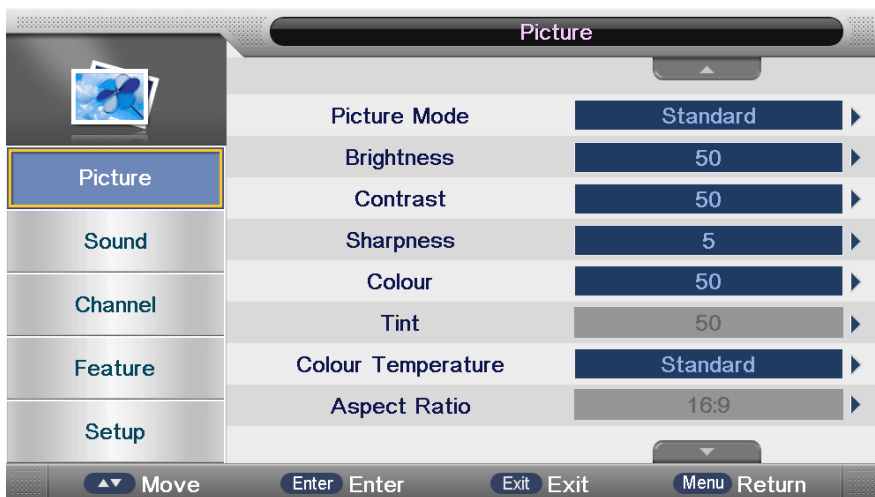 Picture
Picture Mode Standard
Brightness 50
Picture
Contrast 50
Sound
Sharpness 5
Colour 50
Channel
Tint 50
Feature
Colour Temperature Standard
Aspect Ratio 16:9
Setup
Move Enter Enter Exit Exit Menu Return